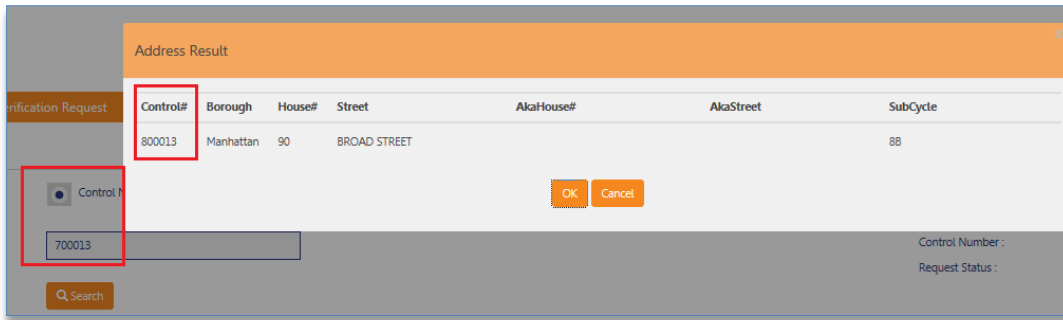 Address Result
×
erification Request
Control# Borough House# Street AkaHouse# AkaStreet SubCycle
800013 Manhattan 90 BROAD STREET 8B
Control N
OK Cancel
700013
Control Number :
Request Status :
Search